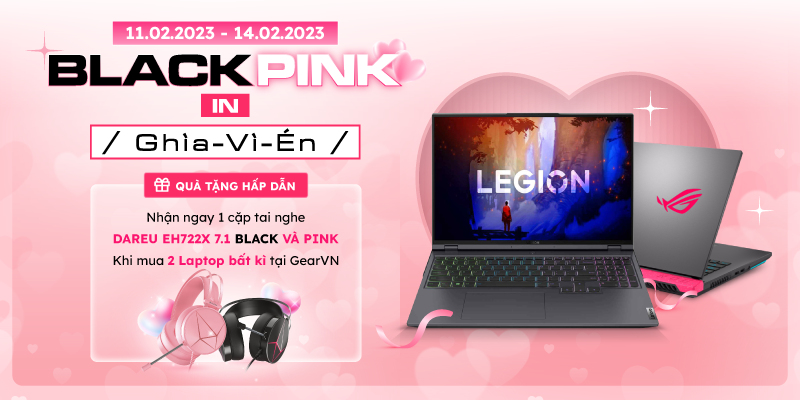 11.02.2023 - 14.02.2023
BLACKPINK
IN
/ Ghìa-Vì-Én /
QUÀ TẶNG HẤP DẪN
Nhận ngay 1 cặp tai nghe
DAREU EH722X 7.1 BLACK VÀ PINK
Khi mua 2 Laptop bất kì tại GearVN
LEGION